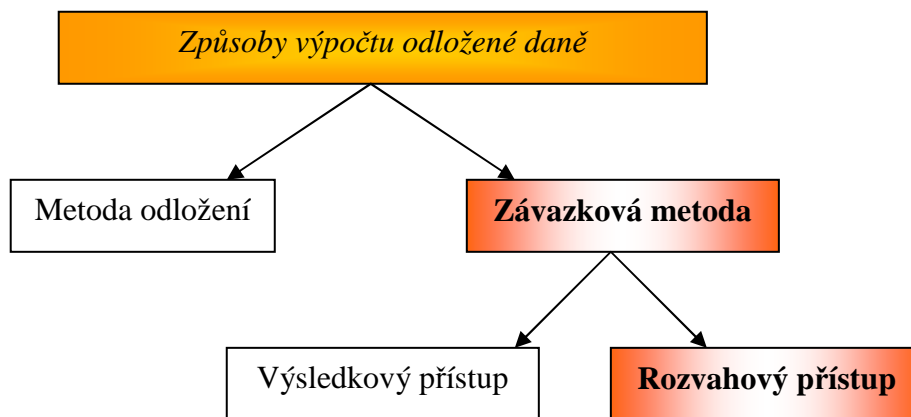 Způsoby výpočtu odložené daně
Metoda odložení
Závazková metoda
Výsledkový přístup
Rozvahový přístup